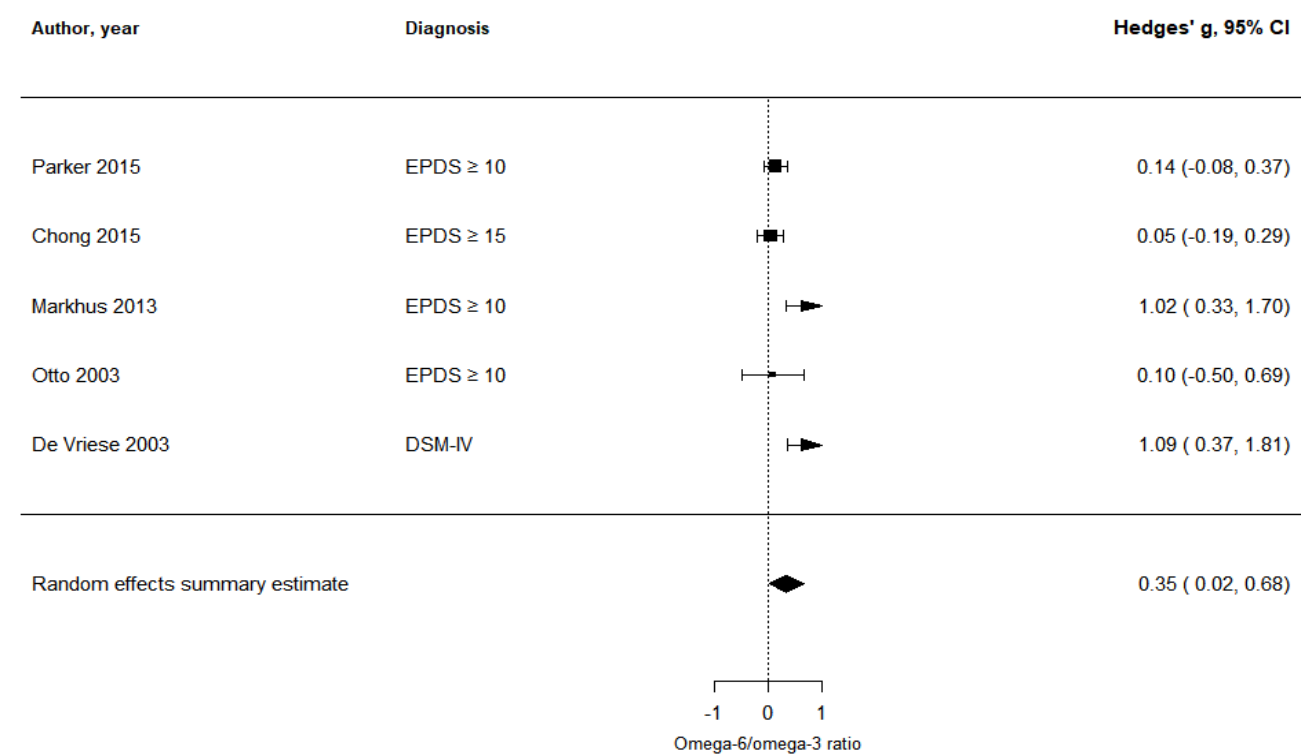 Author, year Diagnosis Hedges' g, 95% CI
Parker 2015 EPDS ≥ 10 0.14 (-0.08, 0.37)
Chong 2015 EPDS ≥ 15 0.05 (-0.19, 0.29)
Markhus 2013 EPDS ≥ 10 1.02 ( 0.33, 1.70)
Otto 2003 EPDS ≥ 10 0.10 (-0.50, 0.69)
De Vriese 2003 DSM-IV 1.09 ( 0.37, 1.81)
Random effects summary estimate 0.35 ( 0.02, 0.68)
-1 0 1
Omega-6/omega-3 ratio